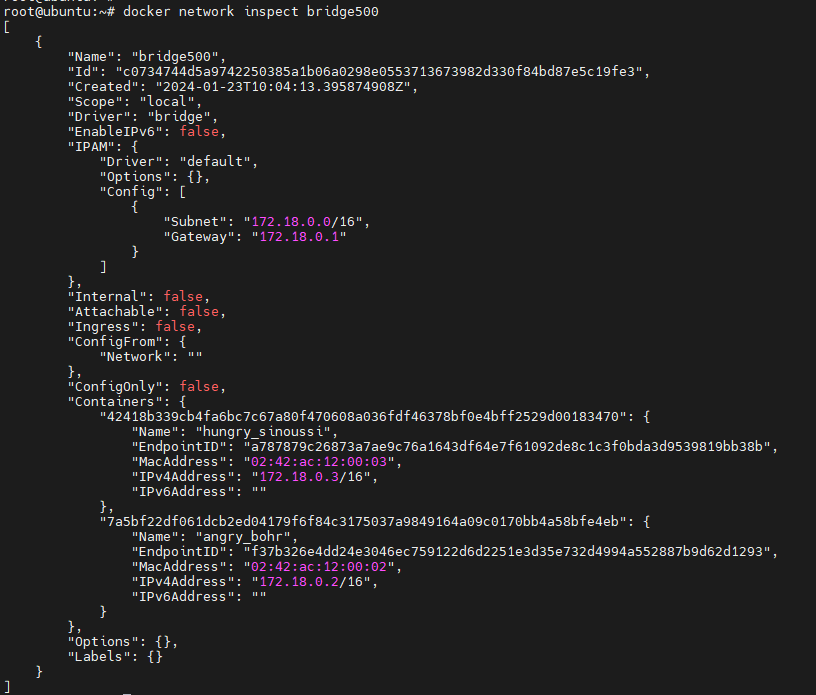 root@ubuntu:~# docker network inspect bridge500
[
    {
        "Name": "bridge500",
        "Id": "c0734744d5a9742250385a1b06a0298e0553713673982d330f84bd87e5c19fe3",
        "Created": "2024-01-23T10:04:13.395874908Z",
        "Scope": "local",
        "Driver": "bridge",
        "EnableIPv6": false,
        "IPAM": {
            "Driver": "default",
            "Options": {},
            "Config": [
                {
                    "Subnet": "172.18.0.0/16",
                    "Gateway": "172.18.0.1"
                }
            ]
        },
        "Internal": false,
        "Attachable": false,
        "Ingress": false,
        "ConfigFrom": {
            "Network": ""
        },
        "ConfigOnly": false,
        "Containers": {
            "42418b339cb4fa6bc7c67a80f470608a036fdf46378bf0e4bff2529d00183470": {
                "Name": "hungry_sinoussi",
                "EndpointID": "a787879c26873a7ae9c76a1643df64e7f61092de8c1c3f0bda3d9539819bb38b",
                "MacAddress": "02:42:ac:12:00:03",
                "IPv4Address": "172.18.0.3/16",
                "IPv6Address": ""
            },
            "7a5bf22df061dcb2ed04179f6f84c3175037a9849164a09c0170bb4a58bfe4eb": {
                "Name": "angry_bohr",
                "EndpointID": "f37b326e4dd24e3046ec759122d6d2251e3d35e732d4994a552887b9d62d1293",
                "MacAddress": "02:42:ac:12:00:02",
                "IPv4Address": "172.18.0.2/16",
                "IPv6Address": ""
            }
        },
        "Options": {},
        "Labels": {}
    }
]